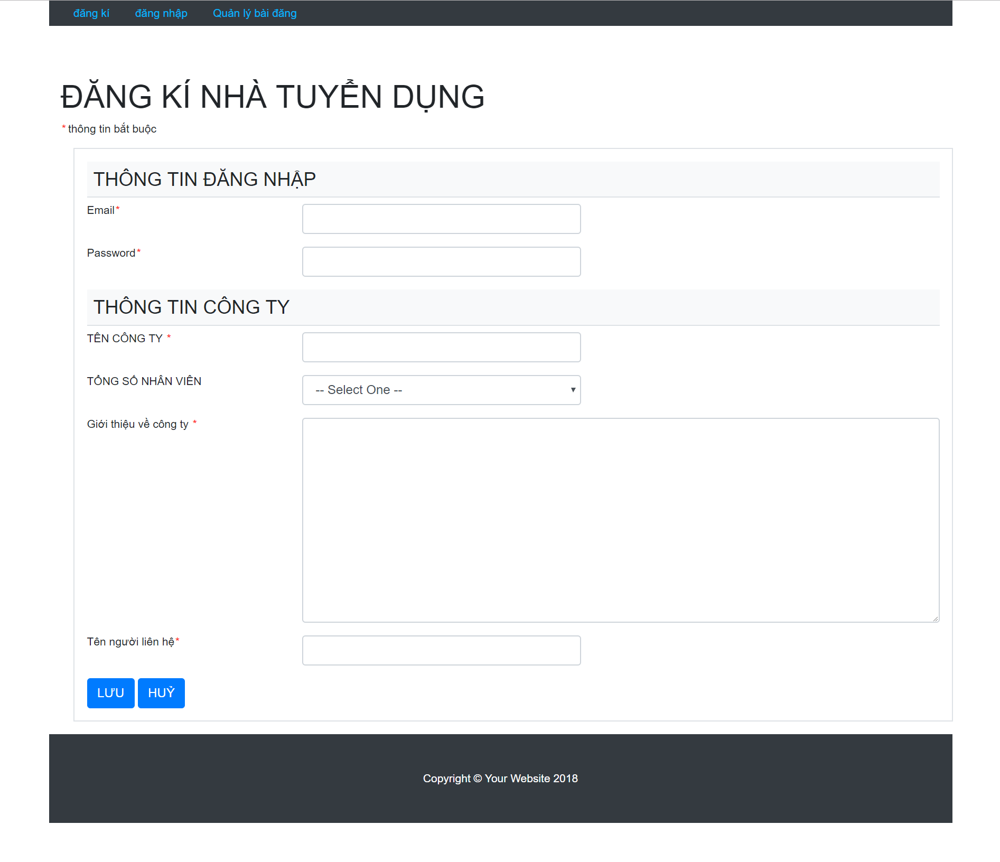 đăng kí đăng nhập Quản lý bài đăng
ĐĂNG KÍ NHÀ TUYỂN DỤNG
* thông tin bắt buộc
THÔNG TIN ĐĂNG NHẬP
Email*
Password*
THÔNG TIN CÔNG TY
TÊN CÔNG TY *
TỔNG SỐ NHÂN VIÊN
-- Select One --
Giới thiệu về công ty *
Tên người liên hệ*
LƯU HUỶ
Copyright © Your Website 2018